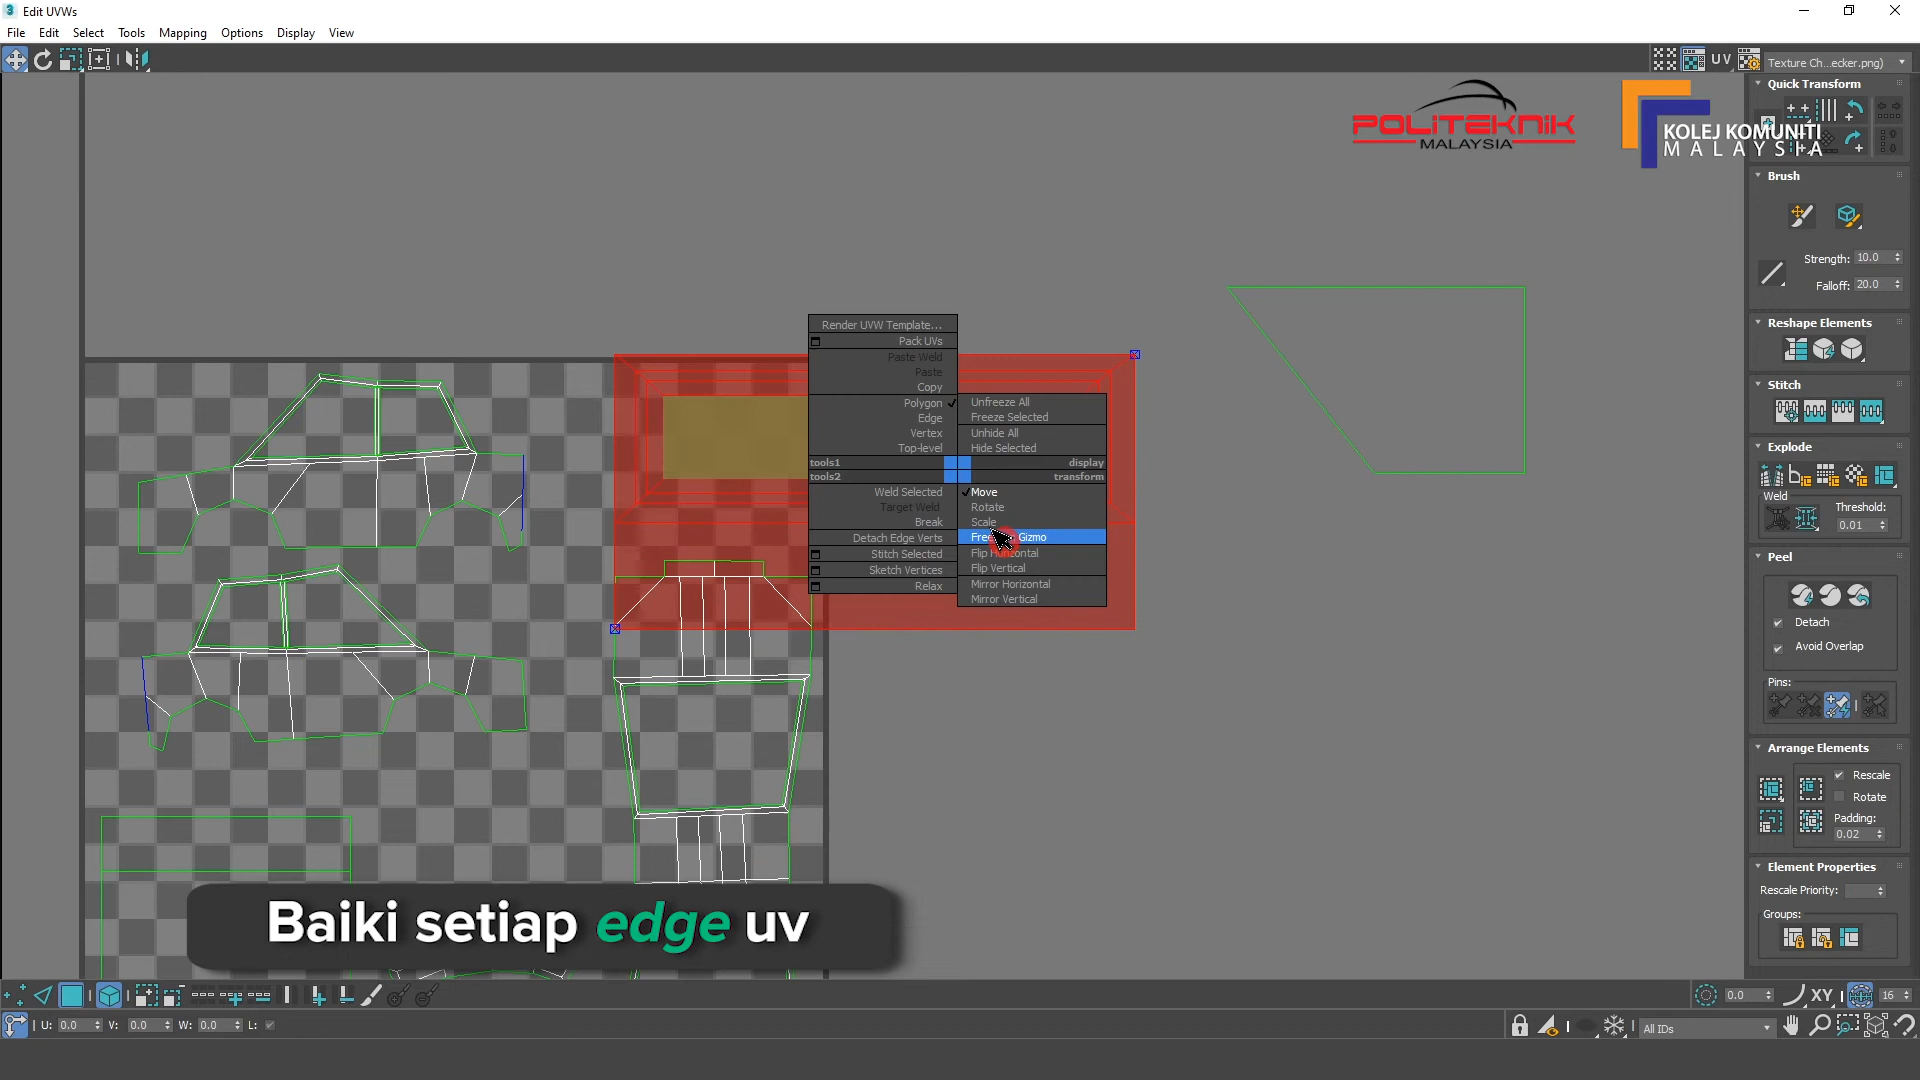 Edit UVWs
File Edit Select Tools Mapping Options Display View
UV Texture Ch...ecker.png)
Quick Transform
POLITEKNIK
MALAYSIA
KOLEJ KOMUNITI
MALAYSIA
Brush
Strength: 10.0
Falloff: 20.0
Reshape Elements
Stitch
Explode
Weld
Threshold:
0.01
Peel
Detach
Avoid Overlap
Pins:
Arrange Elements
Rescale
Rotate
Padding:
0.02
Element Properties
Rescale Priority:
Groups:
Render UVW Template...
Pack UVs
Paste Weld
Paste
Copy
Polygon
Edge
Vertex
Top-level
tools1
tools2
Weld Selected
Target Weld
Break
Detach Edge Verts
Stitch Selected
Sketch Vertices
Relax
Unfreeze All
Freeze Selected
Unhide All
Hide Selected
display
transform
Move
Rotate
Scale
Gizmo
Flip Horizontal
Flip Vertical
Mirror Horizontal
Mirror Vertical
Baiki setiap edge uv
0.0 XY 16
U: 0.0 V: 0.0 W: 0.0 L:
All IDs